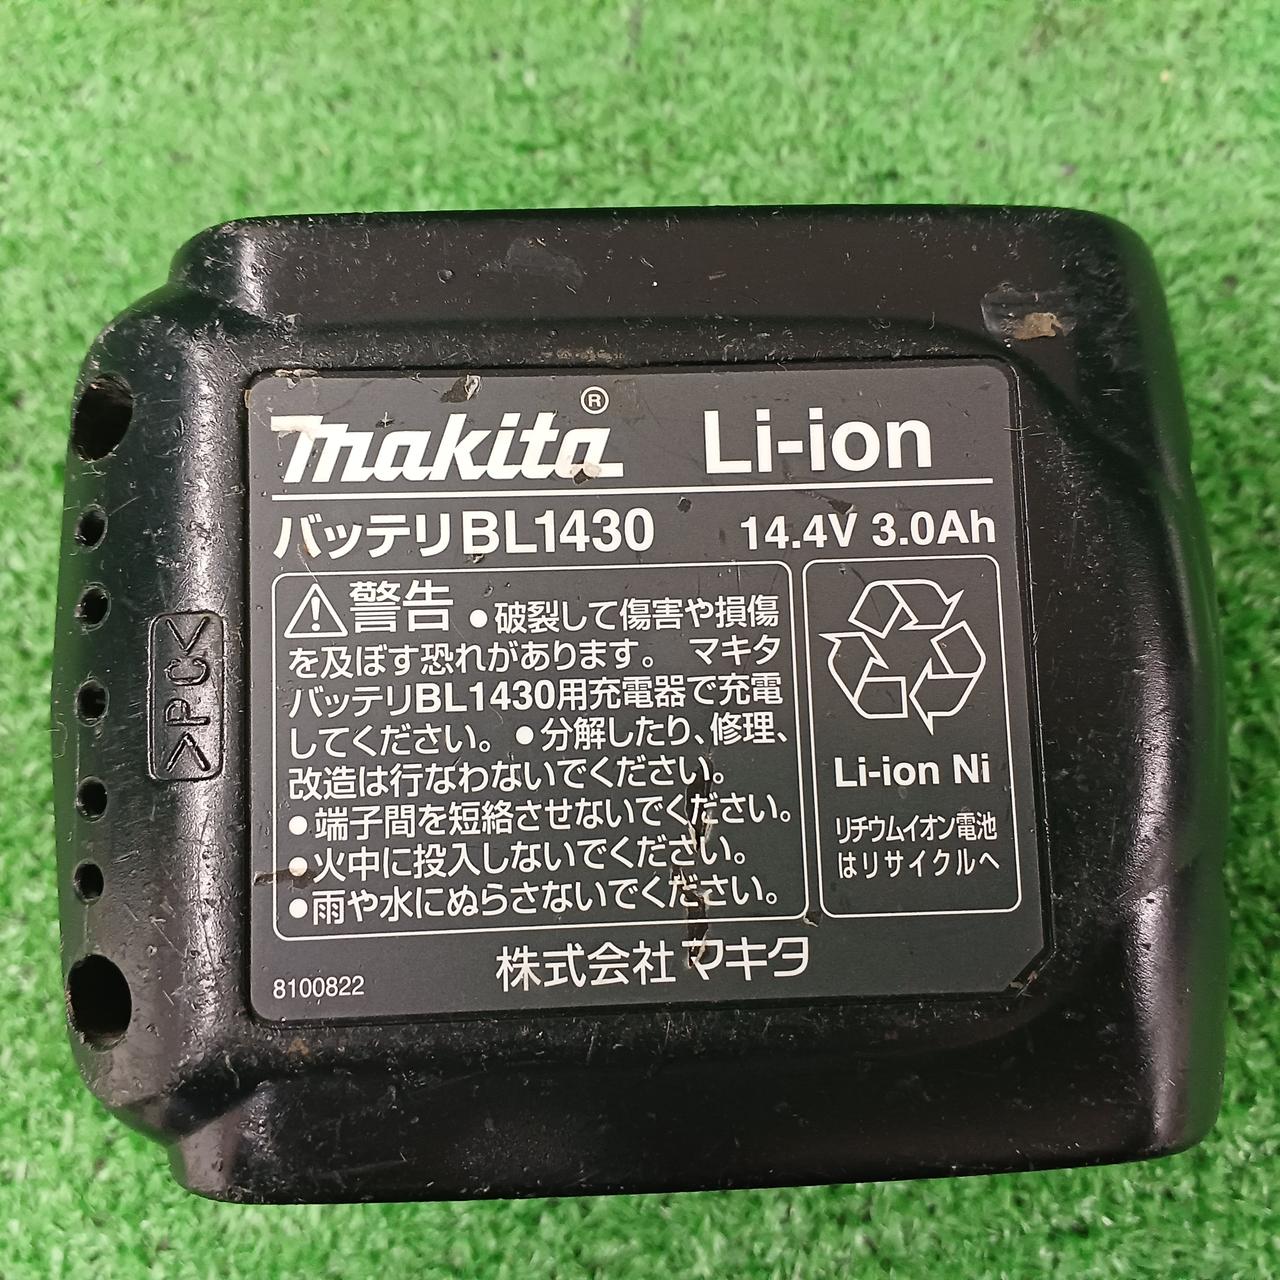 makita® Li-ion
バッテリBL1430 14.4V 3.0Ah
警告 ●破裂して傷害や損傷
を及ぼす恐れがあります。 マキタ
バッテリBL1430用充電器で充電
してください。 ●分解したり、修理、
改造は行なわないでください。
●端子間を短絡させないでください。
●火中に投入しないでください。
●雨や水にぬらさないでください。
Li-ion Ni
リチウムイオン電池
はリサイクルへ
株式会社マキタ
8100822
>PC<